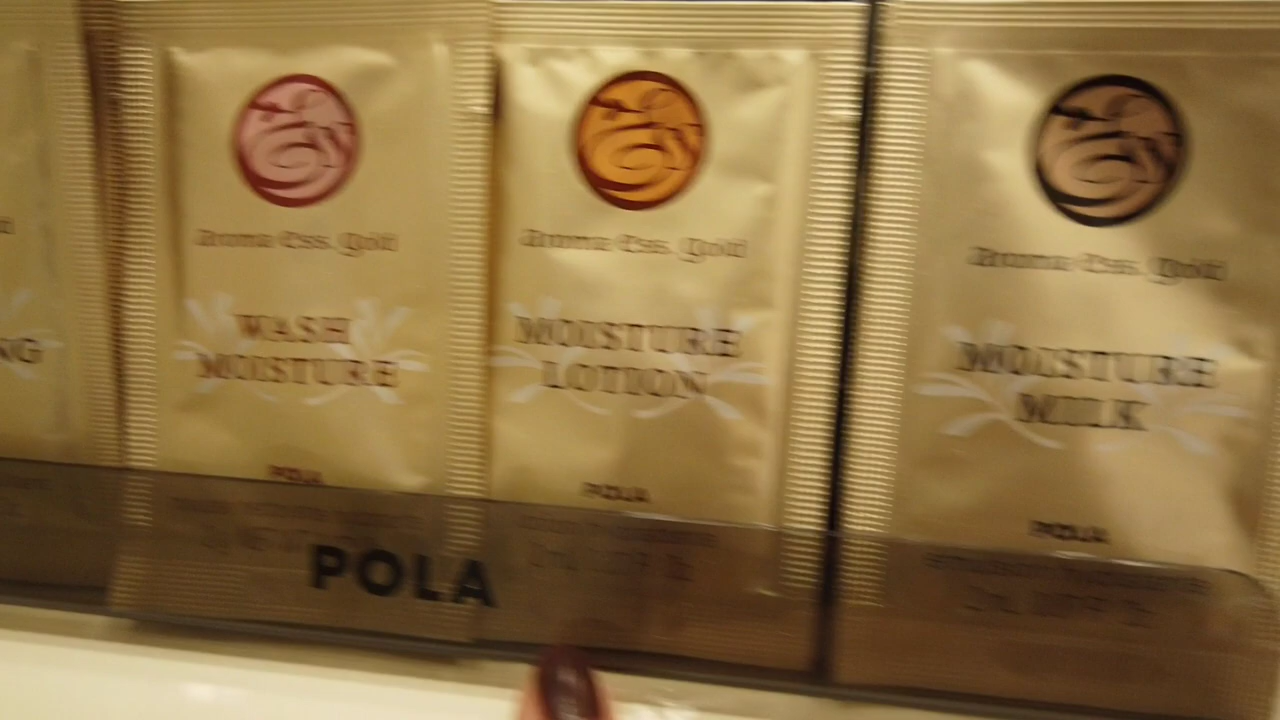 NG
Aroma Ess. Gold
WASH
MOISTURE
POLA
Aroma Ess. Gold
MOISTURE
LOTION
POLA
Aroma Ess. Gold
MOISTURE
MILK
POLA
POLA